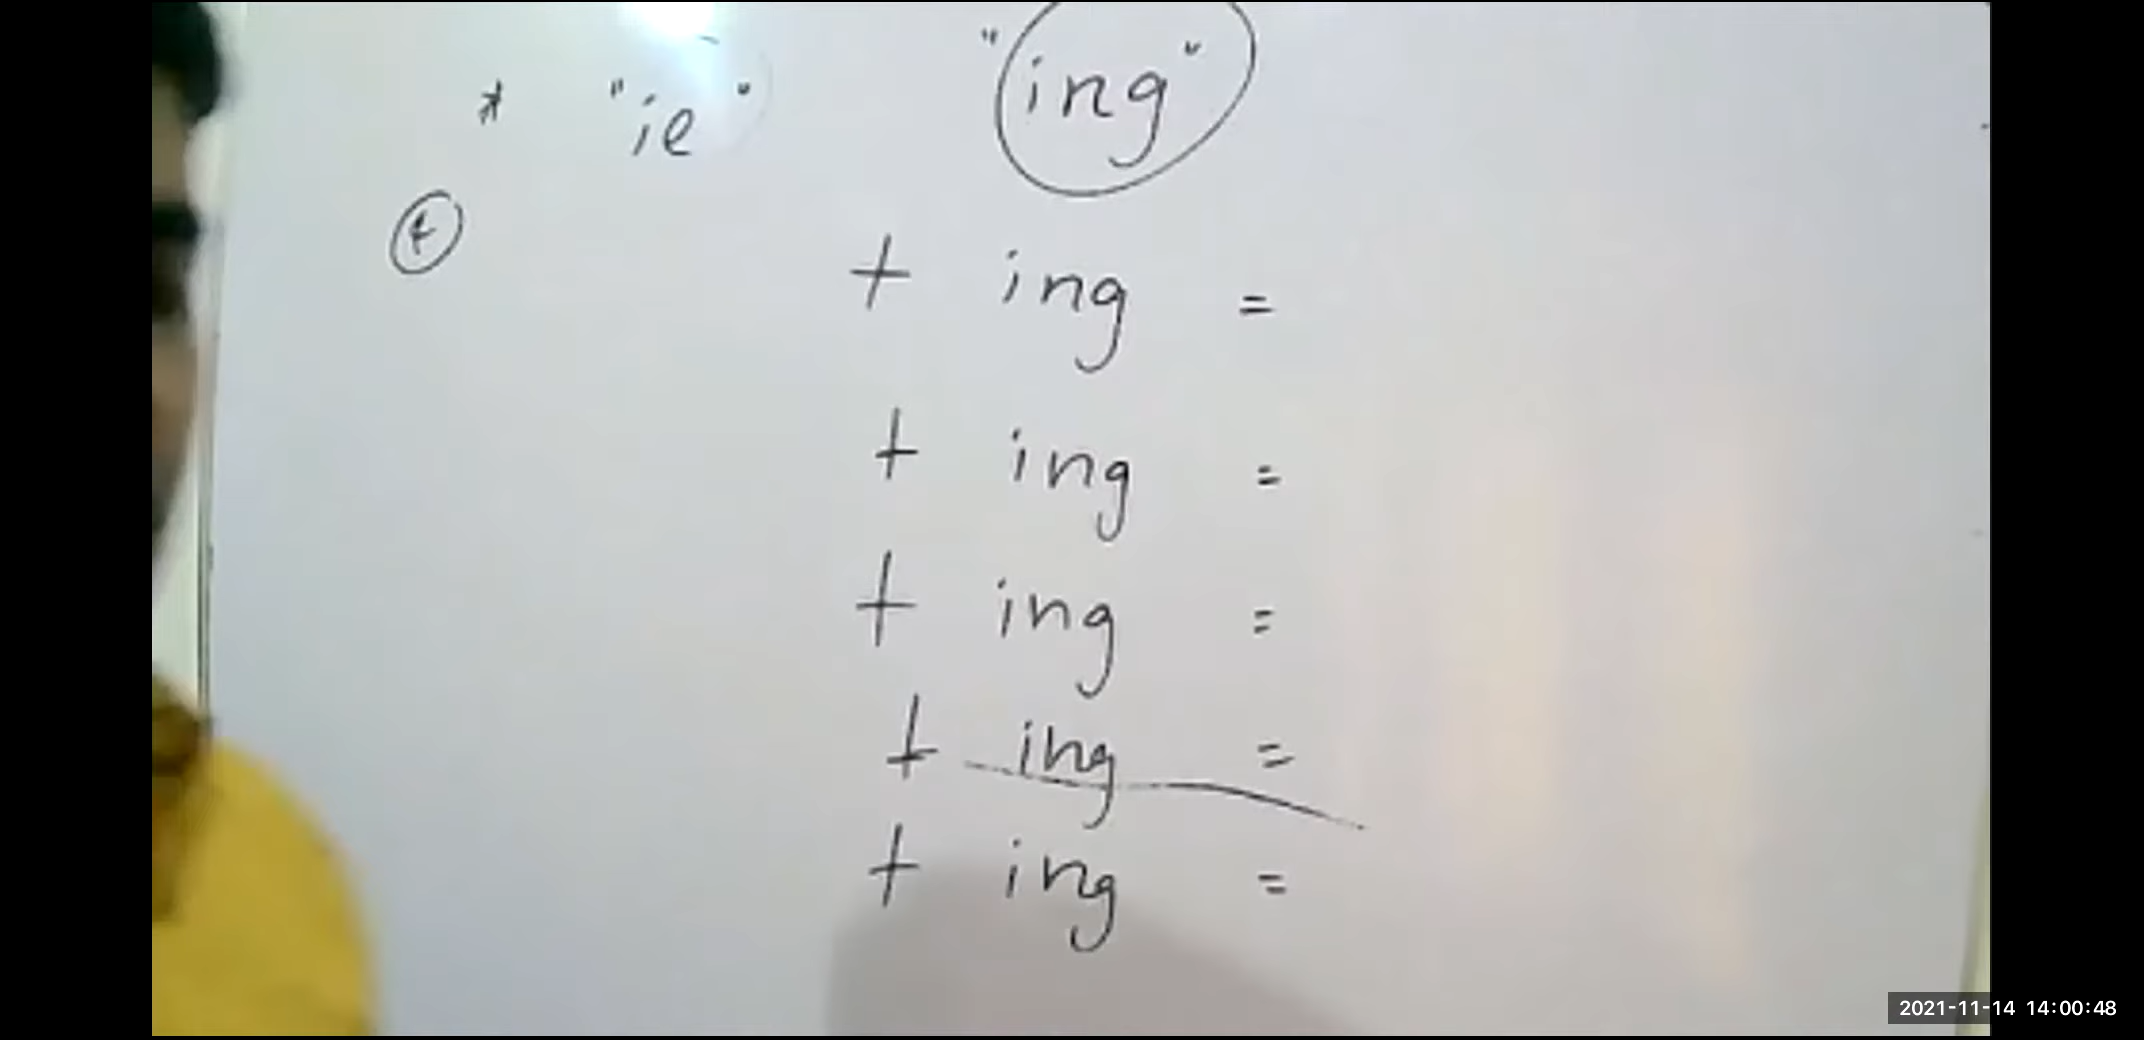 * "ie" "ing"
+
+ ing =
+ ing =
+ ing =
+ ing =
+ ing =
2021-11-14 14:00:48